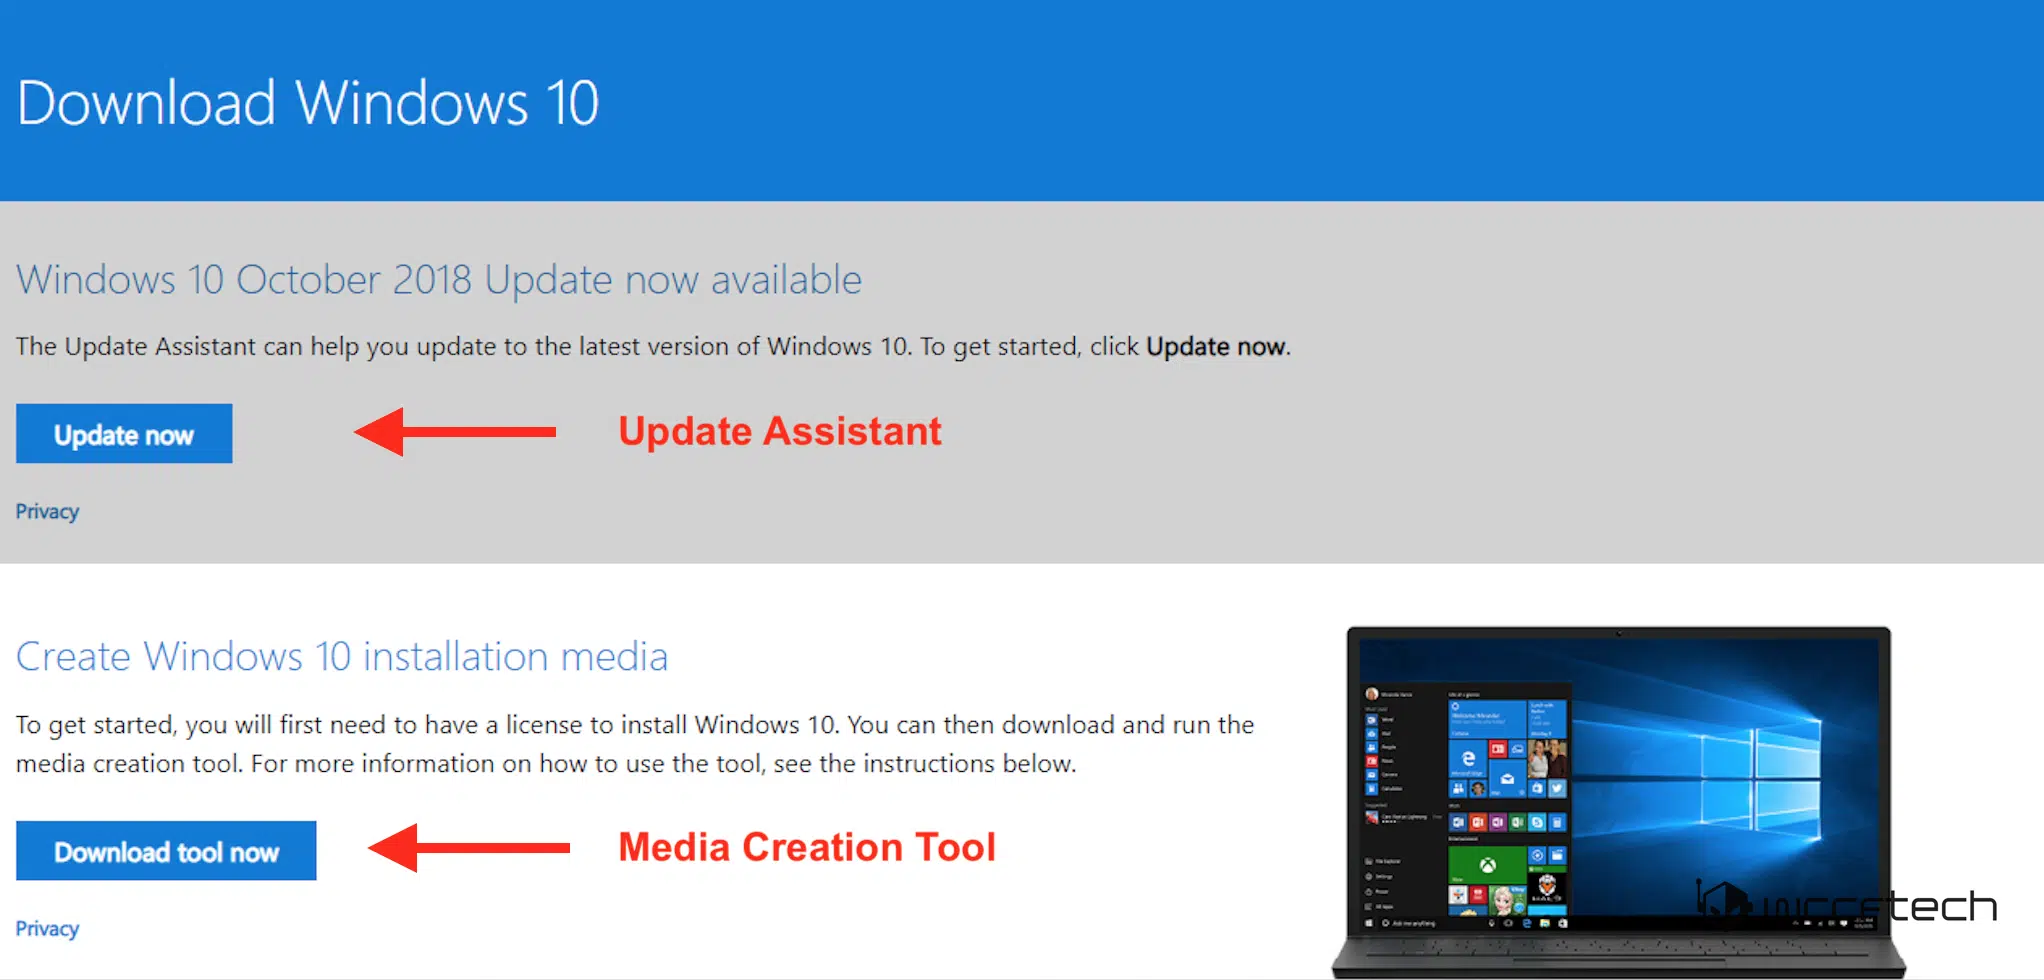 Download Windows 10
Windows 10 October 2018 Update now available
The Update Assistant can help you update to the latest version of Windows 10. To get started, click Update now.
Update now
Update Assistant
Privacy
Create Windows 10 installation media
To get started, you will first need to have a license to install Windows 10. You can then download and run the
media creation tool. For more information on how to use the tool, see the instructions below.
Download tool now
Media Creation Tool
Privacy
wccftech